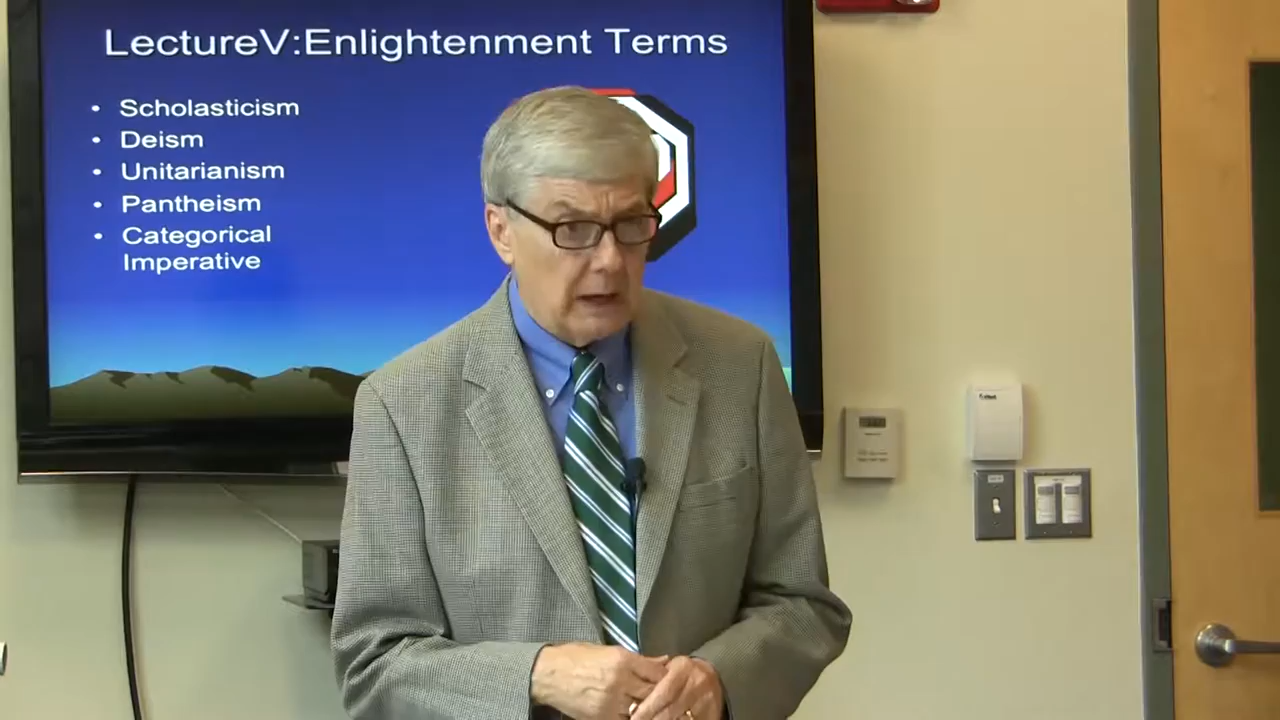 LectureV:Enlightenment Terms
• Scholasticism
• Deism
• Unitarianism
• Pantheism
• Categorical
Imperative